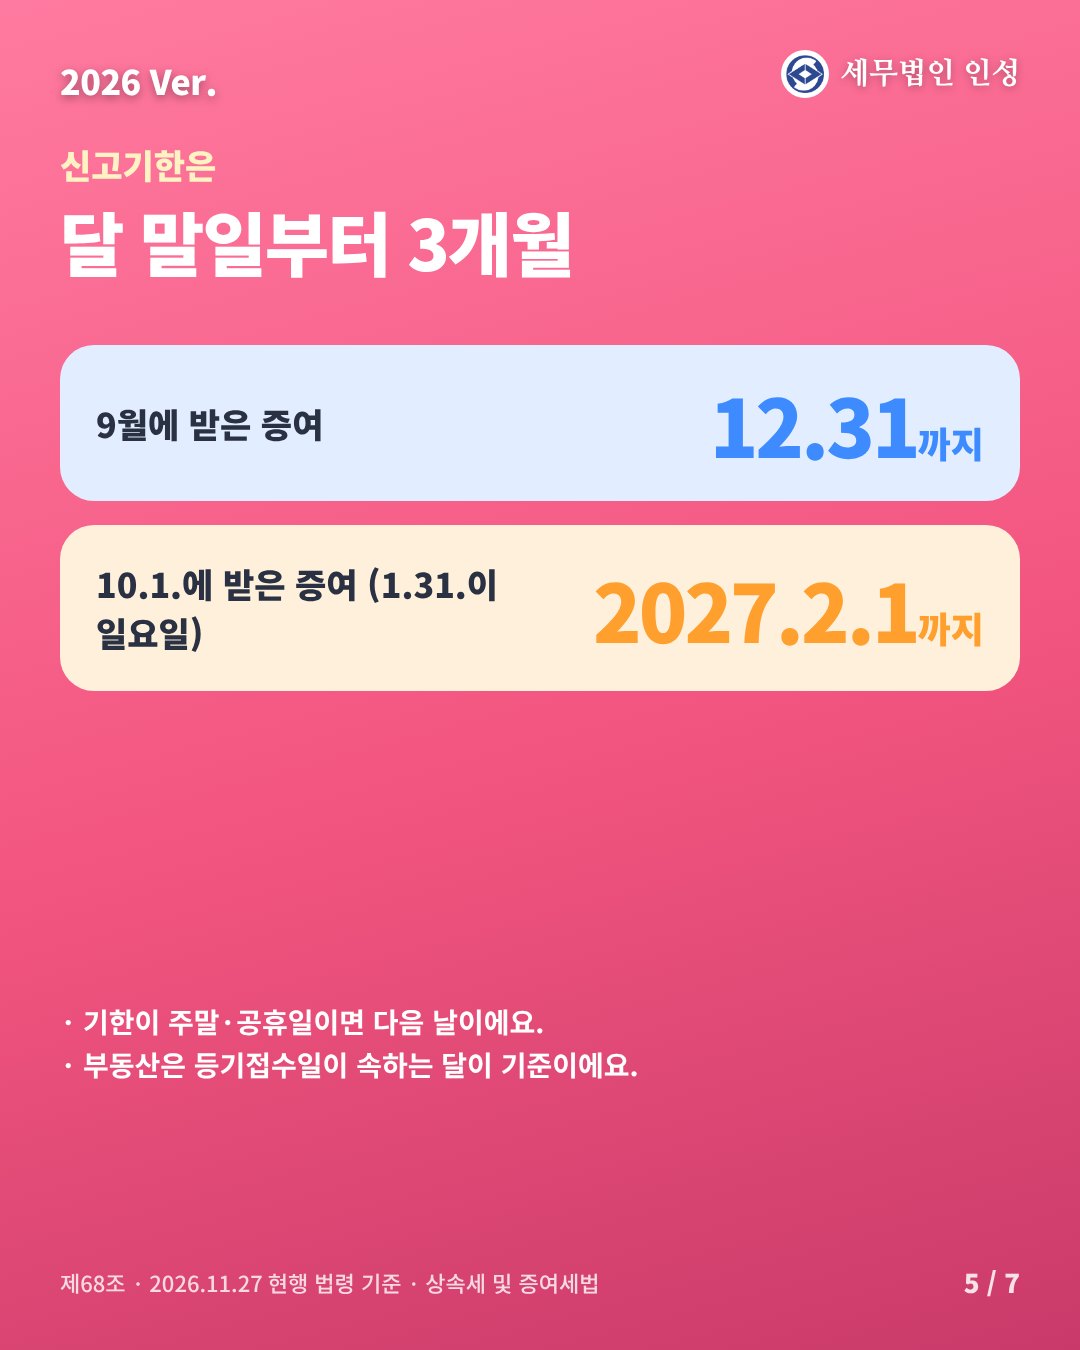 2026 Ver.
세무법인 인성
신고기한은
달 말일부터 3개월
9월에 받은 증여
12.31까지
10.1.에 받은 증여 (1.31.이
일요일)
2027.2.1까지
· 기한이 주말·공휴일이면 다음 날이에요.
· 부동산은 등기접수일이 속하는 달이 기준이에요.
제68조 · 2026.11.27 현행 법령 기준 · 상속세 및 증여세법
5 / 7